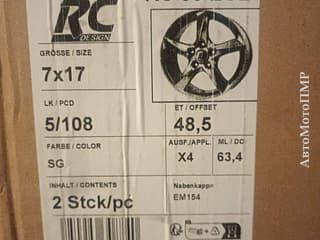 RC
DESIGN
GRÖSSE / SIZE
7x17
LK / PCD
ET / OFFSET
5/108
48,5
FARBE / COLOR
AUSF./APPL.
ML / DC
SG
X4
63,4
INHALT / CONTENTS
Nabenkappe
2 Stck/pc
EM154
АвтоМотоПМР